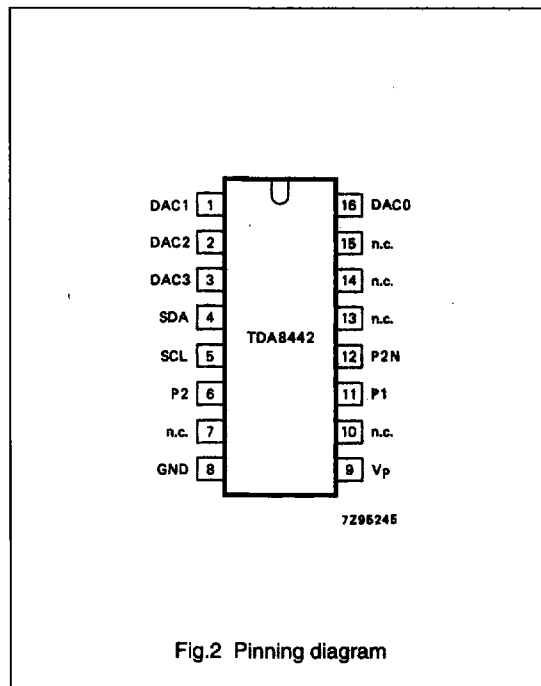 DAC1 1 16 DAC0
DAC2 2 15 n.c.
DAC3 3 14 n.c.
SDA 4 13 n.c.
TDA8442
SCL 5 12 P2N
P2 6 11 P1
n.c. 7 10 n.c.
GND 8 9 Vp
7Z95245
Fig.2 Pinning diagram